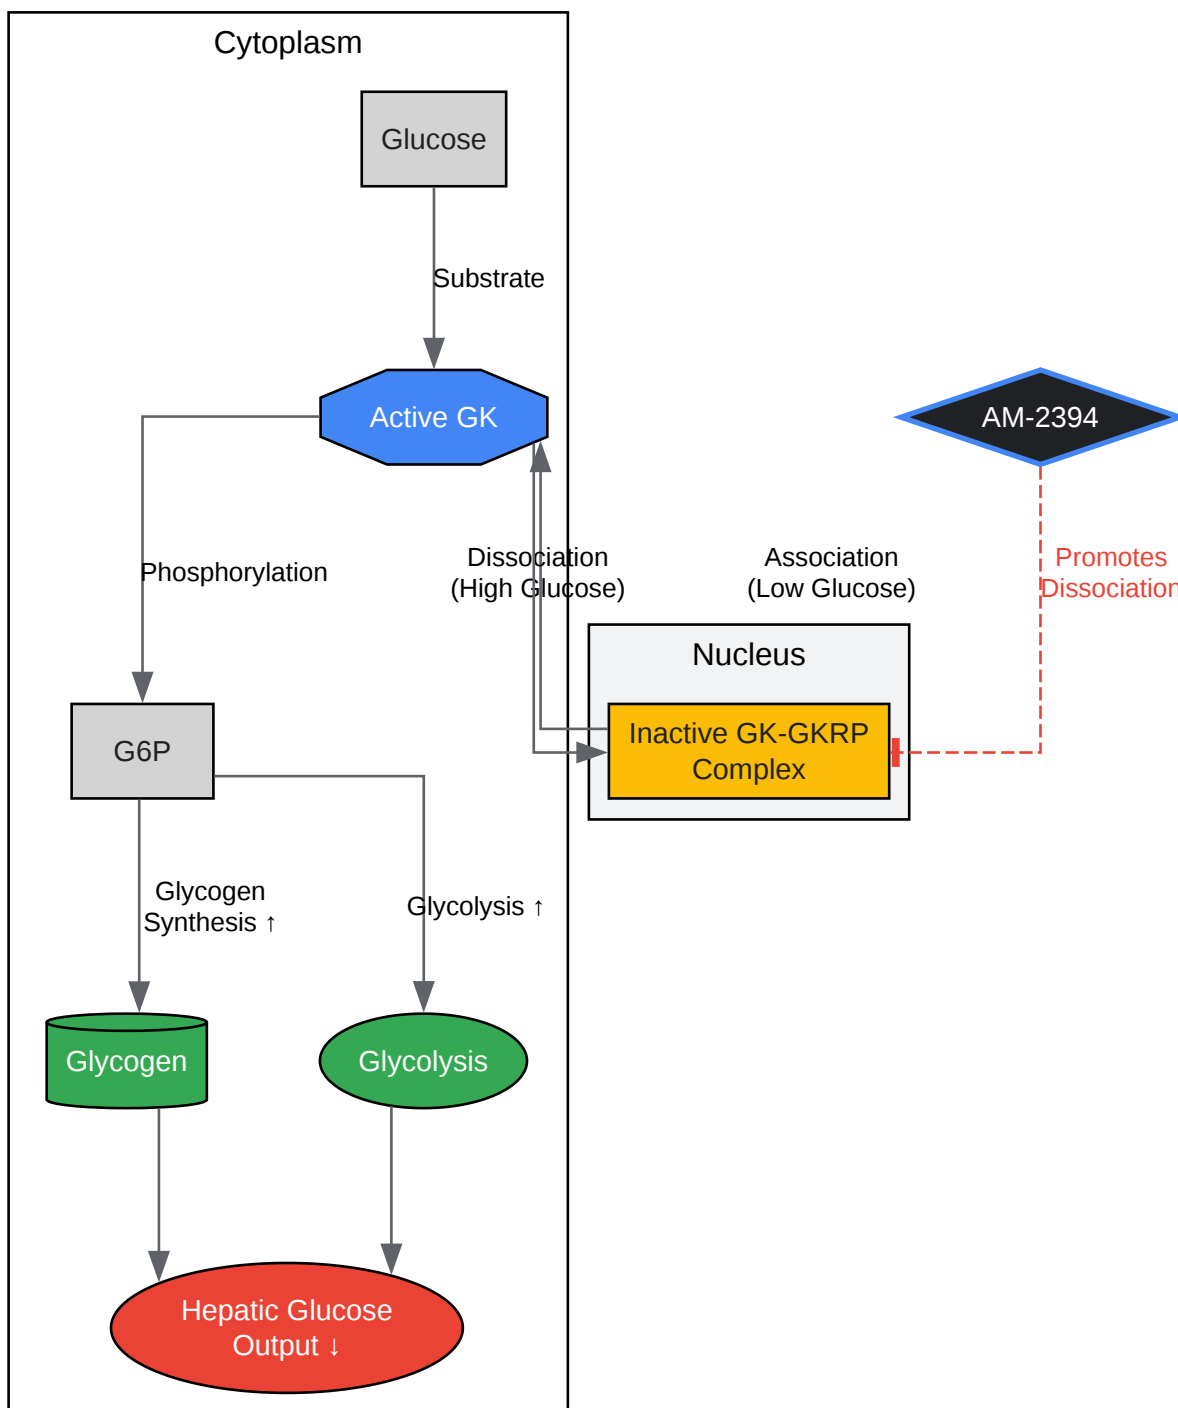 Cytoplasm
Glucose
Substrate
Active GK
AM-2394
Phosphorylation
Dissociation
(High Glucose)
Association
(Low Glucose)
Promotes
Dissociation
Nucleus
Inactive GK-GKRP
Complex
G6P
Glycogen
Synthesis ↑
Glycolysis ↑
Glycogen
Glycolysis
Hepatic Glucose
Output ↓